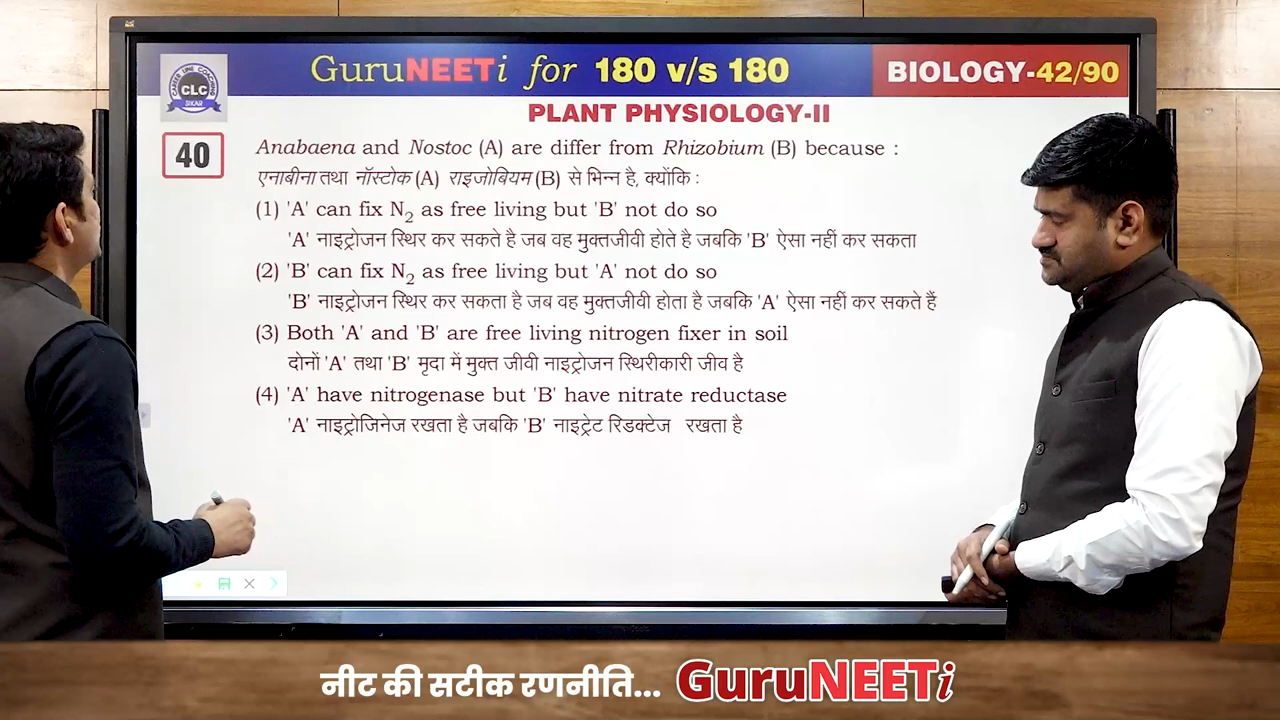 GuruNEETi for 180 v/s 180
BIOLOGY-42/90
CAREER LINE COACHING
CLC
SIKAR
PLANT PHYSIOLOGY-II
40
Anabaena and Nostoc (A) are differ from Rhizobium (B) because :
एनाबीना तथा नॉस्टोक (A) राइजोबियम (B) से भिन्न है, क्योंकि :
(1) 'A' can fix N₂ as free living but 'B' not do so
'A' नाइट्रोजन स्थिर कर सकते है जब वह मुक्तजीवी होते है जबकि 'B' ऐसा नहीं कर सकता
(2) 'B' can fix N₂ as free living but 'A' not do so
'B' नाइट्रोजन स्थिर कर सकता है जब वह मुक्तजीवी होता है जबकि 'A' ऐसा नहीं कर सकते हैं
(3) Both 'A' and 'B' are free living nitrogen fixer in soil
दोनों 'A' तथा 'B' मृदा में मुक्त जीवी नाइट्रोजन स्थिरीकारी जीव है
(4) 'A' have nitrogenase but 'B' have nitrate reductase
'A' नाइट्रोजिनेज रखता है जबकि 'B' नाइट्रेट रिडक्टेज रखता है
नीट की सटीक रणनीति... GuruNEETi